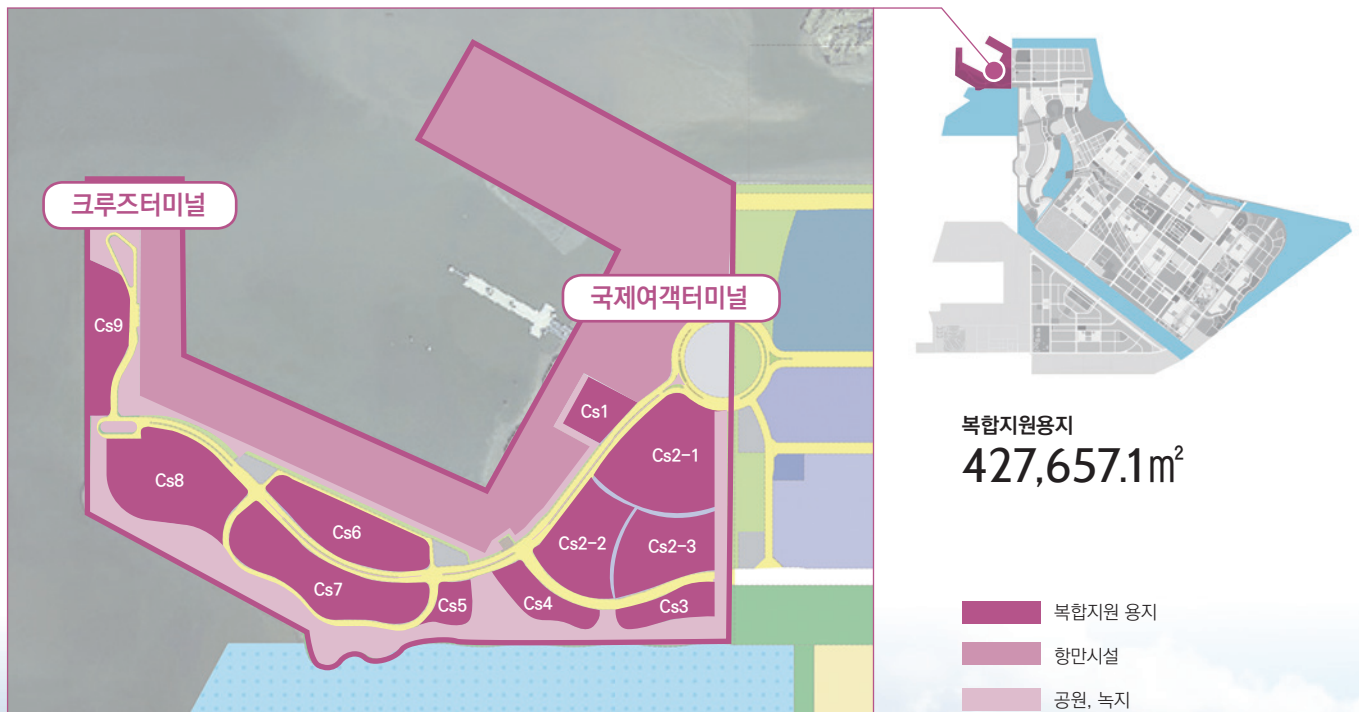 크루즈터미널
국제여객터미널
Cs9
Cs1
Cs2-1
Cs8
Cs6
Cs2-2
Cs2-3
Cs7
Cs5
Cs4
Cs3
복합지원용지
427,657.1㎡
복합지원 용지
항만시설
공원, 녹지